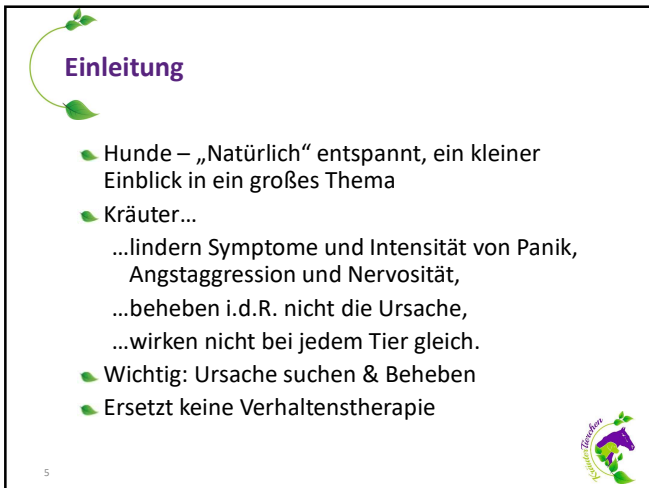 Einleitung
Hunde – „Natürlich“ entspannt, ein kleiner
Einblick in ein großes Thema
Kräuter…
…lindern Symptome und Intensität von Panik,
Angstaggression und Nervosität,
…beheben i.d.R. nicht die Ursache,
…wirken nicht bei jedem Tier gleich.
Wichtig: Ursache suchen & Beheben
Ersetzt keine Verhaltenstherapie
5
KräuterTierchen